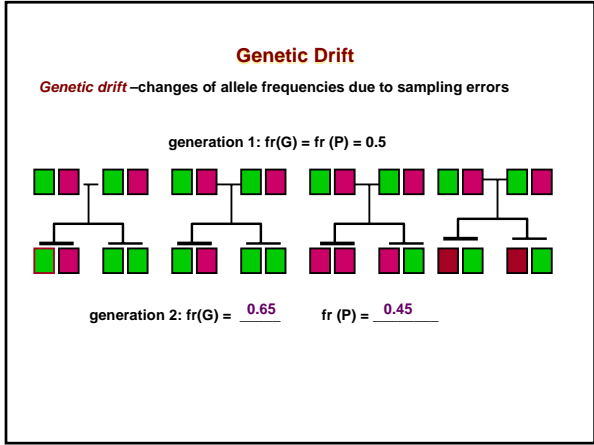 Genetic Drift
Genetic drift –changes of allele frequencies due to sampling errors
generation 1: fr(G) = fr (P) = 0.5
generation 2: fr(G) = 0.65 fr (P) = 0.45